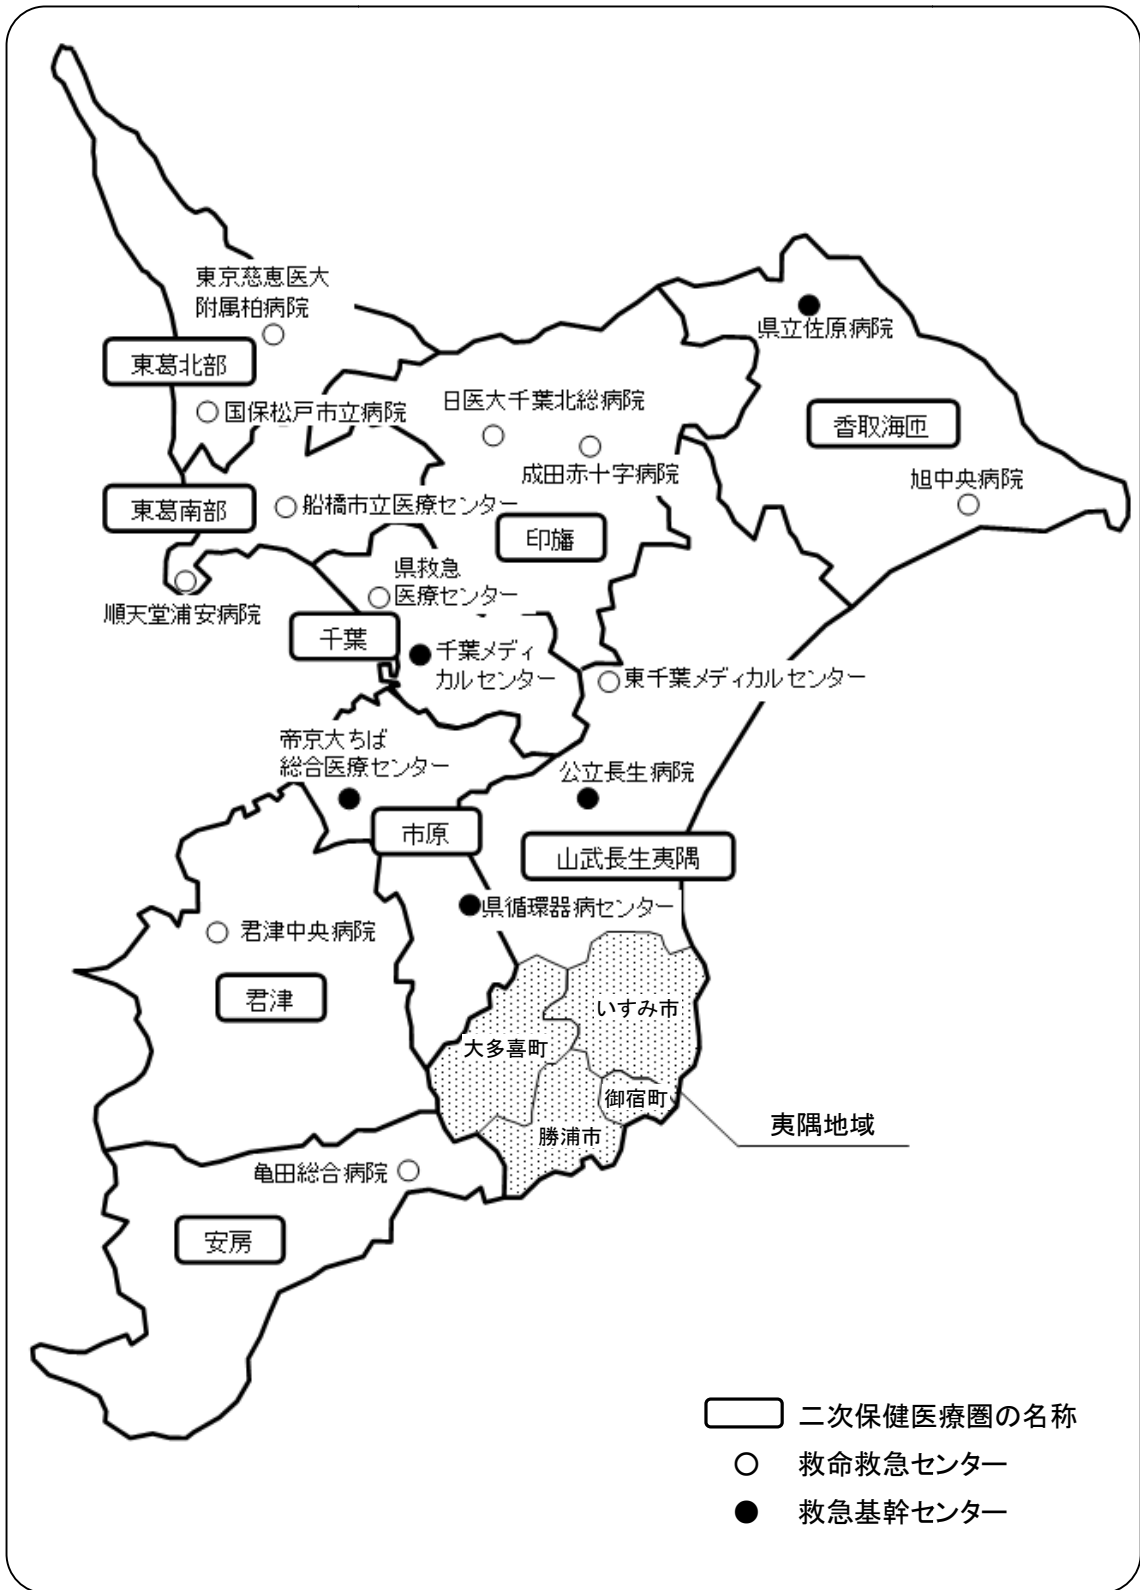 東京慈恵医大
附属柏病院
県立佐原病院
東葛北部
日医大千葉北総病院
国保松戸市立病院
香取海匝
成田赤十字病院
旭中央病院
東葛南部
船橋市立医療センター
印旛
県救急
医療センター
順天堂浦安病院
千葉
千葉メディ
カルセンター
東千葉メディカルセンター
帝京大ちば
総合医療センター
公立長生病院
市原
山武長生夷隅
県循環器病センター
君津中央病院
君津
いすみ市
大多喜町
御宿町
夷隅地域
勝浦市
亀田総合病院
安房
二次保健医療圏の名称
救命救急センター
救急基幹センター